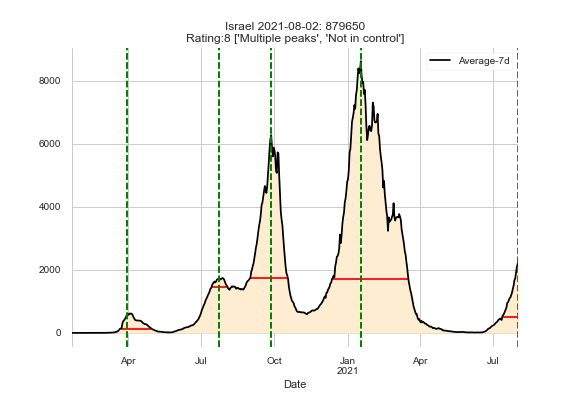 Israel 2021-08-02: 879650
Rating:8 ['Multiple peaks', 'Not in control']
Average-7d
8000
6000
4000
2000
0
Apr
Jul
Oct
Jan
2021
Apr
Jul
Date